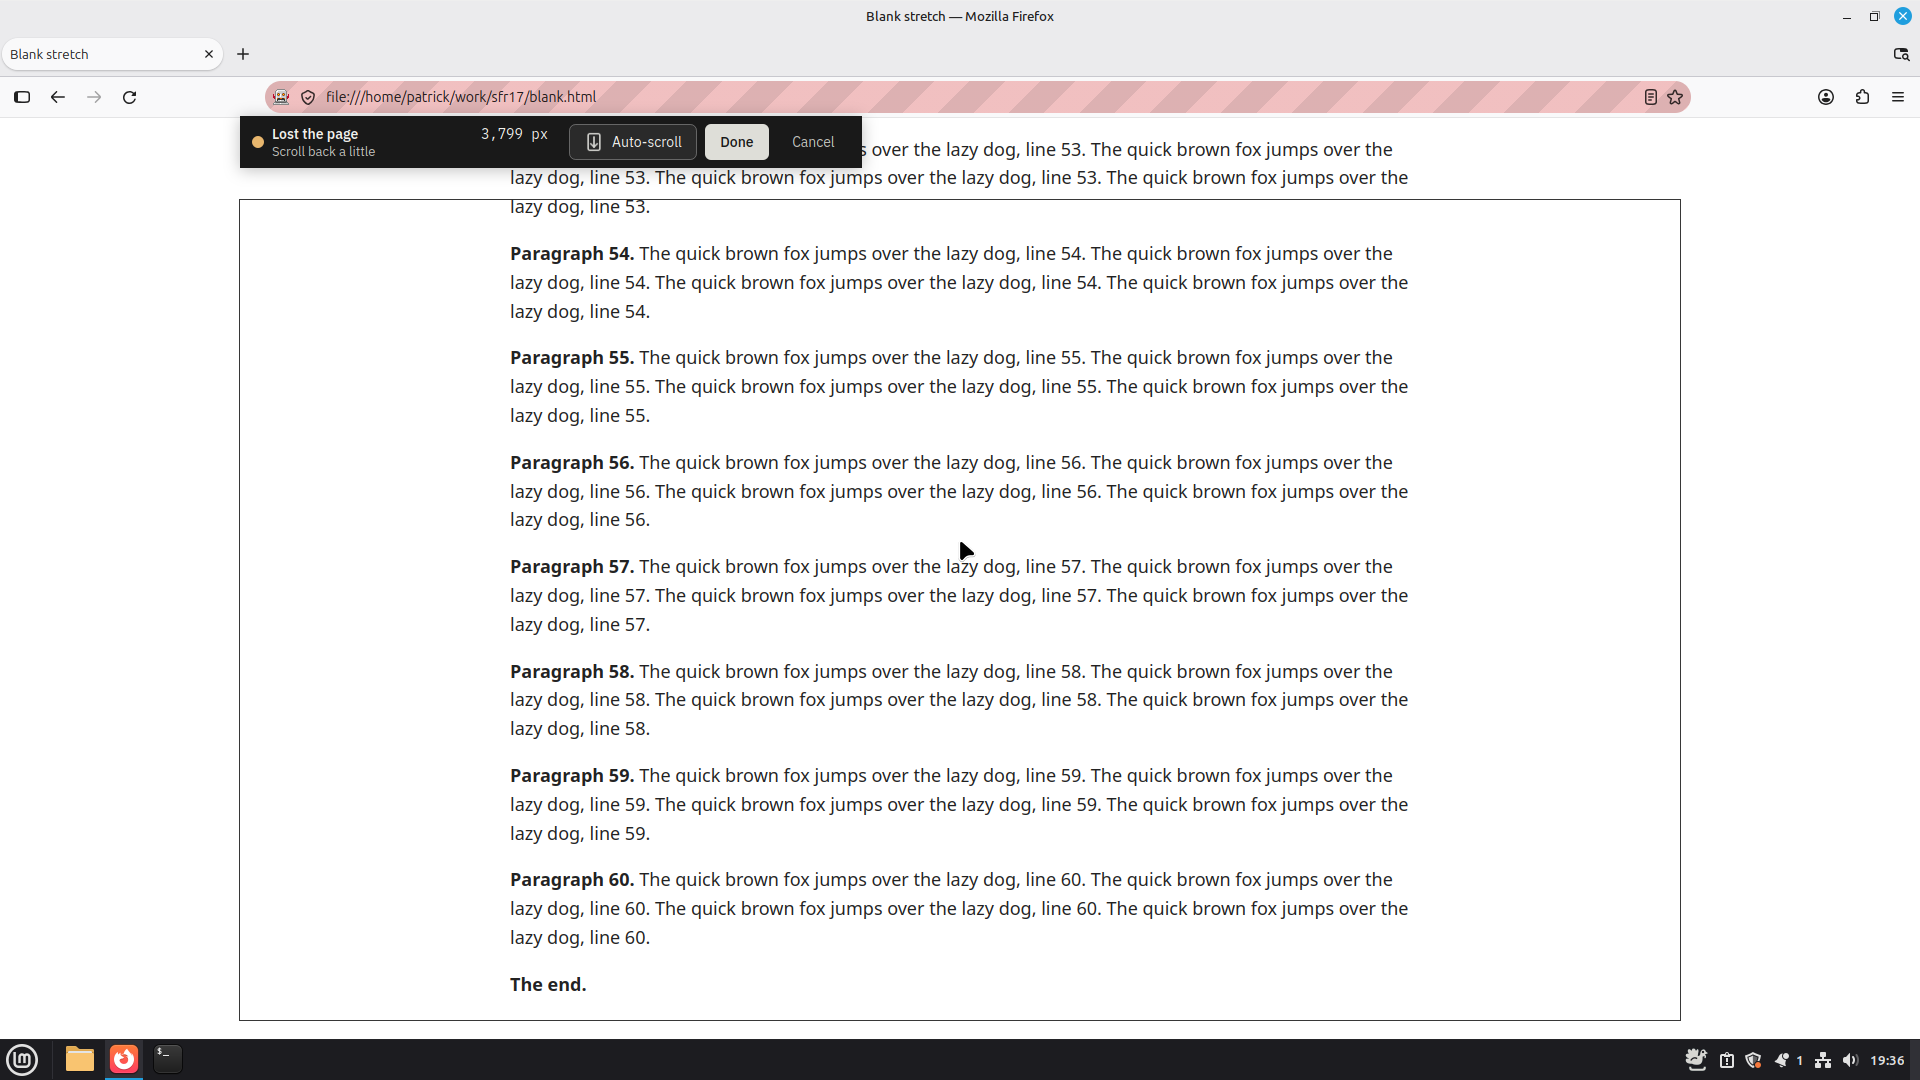 Blank stretch — Mozilla Firefox
Blank stretch
file:///home/patrick/work/sfr17/blank.html
Lost the page
Scroll back a little
3,799 px
Auto-scroll
Done
Cancel
over the lazy dog, line 53. The quick brown fox jumps over the
lazy dog, line 53. The quick brown fox jumps over the lazy dog, line 53. The quick brown fox jumps over the
lazy dog, line 53.
Paragraph 54. The quick brown fox jumps over the lazy dog, line 54. The quick brown fox jumps over the
lazy dog, line 54. The quick brown fox jumps over the lazy dog, line 54. The quick brown fox jumps over the
lazy dog, line 54.
Paragraph 55. The quick brown fox jumps over the lazy dog, line 55. The quick brown fox jumps over the
lazy dog, line 55. The quick brown fox jumps over the lazy dog, line 55. The quick brown fox jumps over the
lazy dog, line 55.
Paragraph 56. The quick brown fox jumps over the lazy dog, line 56. The quick brown fox jumps over the
lazy dog, line 56. The quick brown fox jumps over the lazy dog, line 56. The quick brown fox jumps over the
lazy dog, line 56.
Paragraph 57. The quick brown fox jumps over the lazy dog, line 57. The quick brown fox jumps over the
lazy dog, line 57. The quick brown fox jumps over the lazy dog, line 57. The quick brown fox jumps over the
lazy dog, line 57.
Paragraph 58. The quick brown fox jumps over the lazy dog, line 58. The quick brown fox jumps over the
lazy dog, line 58. The quick brown fox jumps over the lazy dog, line 58. The quick brown fox jumps over the
lazy dog, line 58.
Paragraph 59. The quick brown fox jumps over the lazy dog, line 59. The quick brown fox jumps over the
lazy dog, line 59. The quick brown fox jumps over the lazy dog, line 59. The quick brown fox jumps over the
lazy dog, line 59.
Paragraph 60. The quick brown fox jumps over the lazy dog, line 60. The quick brown fox jumps over the
lazy dog, line 60. The quick brown fox jumps over the lazy dog, line 60. The quick brown fox jumps over the
lazy dog, line 60.
The end.
1
19:36